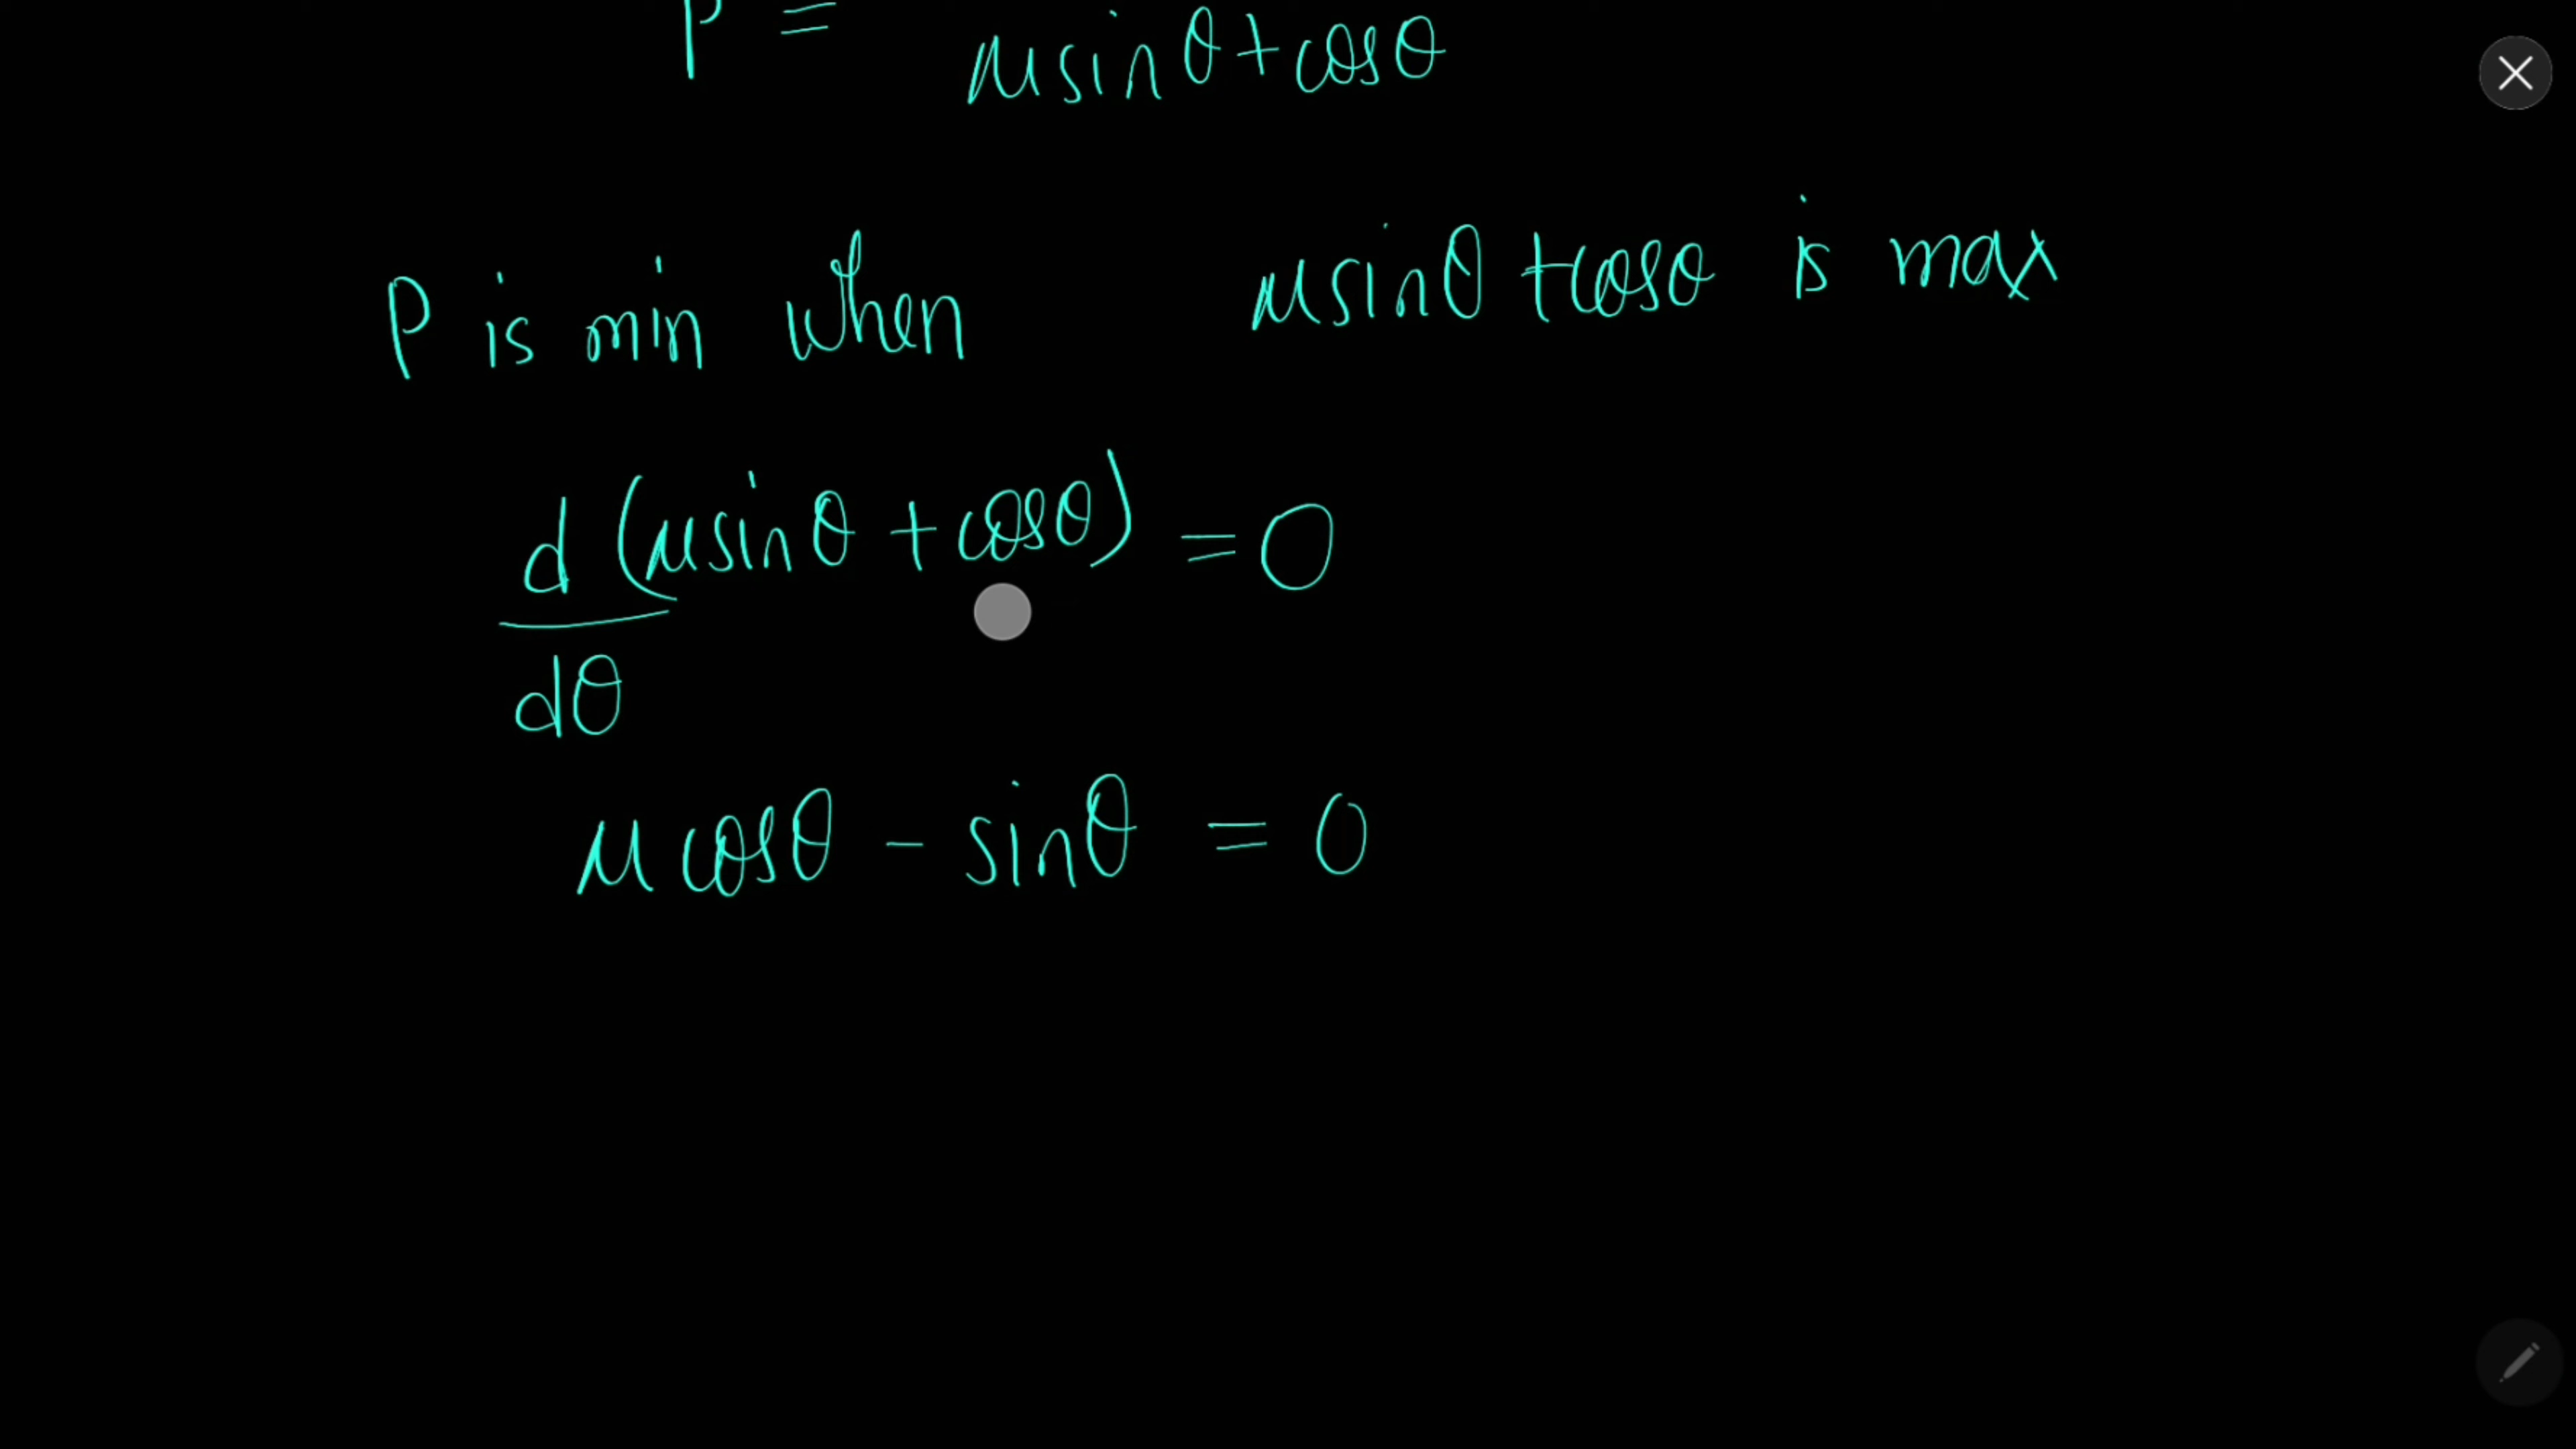 P =
μsinθ+cosθ
P is min when μsinθ +cosθ is max
d (μsinθ + cosθ) = 0
dθ
μcosθ - sinθ = 0